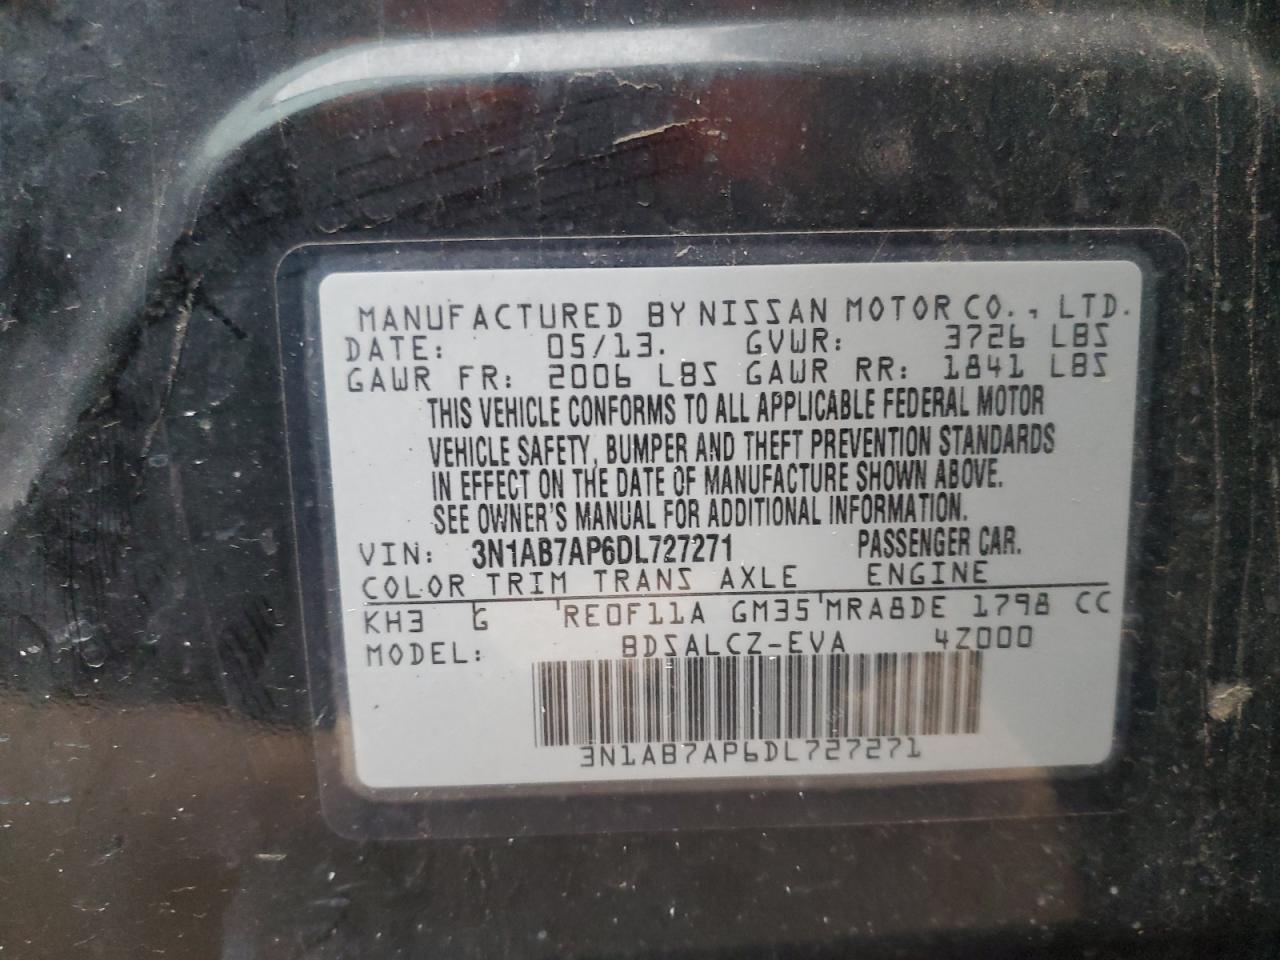 MANUFACTURED BY NISSAN MOTOR CO., LTD.
DATE: 05/13. GVWR: 3726 LBS
GAWR FR: 2006 LBS GAWR RR: 1841 LBS
THIS VEHICLE CONFORMS TO ALL APPLICABLE FEDERAL MOTOR
VEHICLE SAFETY, BUMPER AND THEFT PREVENTION STANDARDS
IN EFFECT ON THE DATE OF MANUFACTURE SHOWN ABOVE.
SEE OWNER'S MANUAL FOR ADDITIONAL INFORMATION.
VIN: 3N1AB7AP6DL727271 PASSENGER CAR.
COLOR TRIM TRANS AXLE ENGINE
KH3 G RE0F11A GM35 MRA8DE 1798 CC
MODEL: BDSALCZ-EVA 4Z000
3N1AB7AP6DL727271